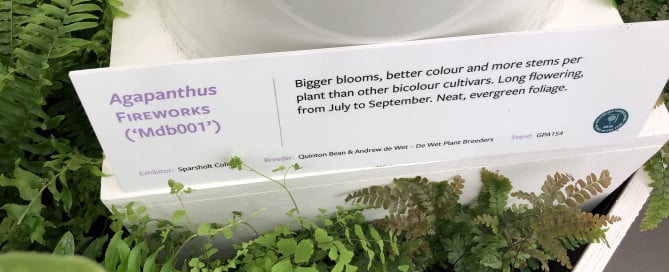 Agapanthus
Fireworks
('Mdb001')
Bigger blooms, better colour and more stems per
plant than other bicolour cultivars. Long flowering,
from July to September. Neat, evergreen foliage.
Exhibitor: Sparsholt
Breeder: Quinton Bean & Andrew de Wet – De Wet Plant Breeders
Stand: GPA154